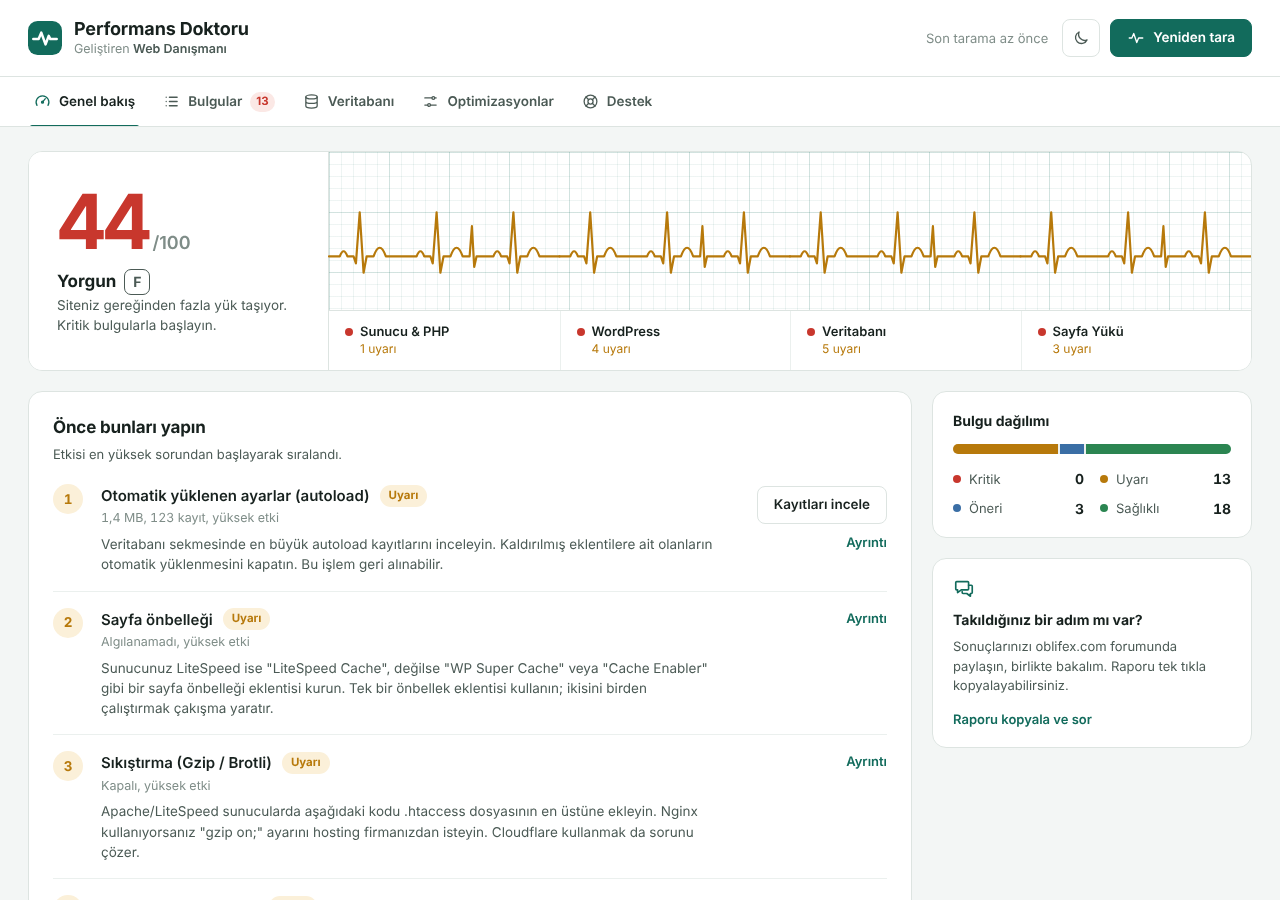 Performans Doktoru
Geliştiren Web Danışmanı
Son tarama az önce
Yeniden tara
Genel bakış
Bulgular 13
Veritabanı
Optimizasyonlar
Destek
44/100
Yorgun F
Siteniz gereğinden fazla yük taşıyor.
Kritik bulgularla başlayın.
Sunucu & PHP
1 uyarı
WordPress
4 uyarı
Veritabanı
5 uyarı
Sayfa Yükü
3 uyarı
Önce bunları yapın
Etkisi en yüksek sorundan başlayarak sıralandı.
1
Otomatik yüklenen ayarlar (autoload) Uyarı
1,4 MB, 123 kayıt, yüksek etki
Veritabanı sekmesinde en büyük autoload kayıtlarını inceleyin. Kaldırılmış eklentilere ait olanların
otomatik yüklenmesini kapatın. Bu işlem geri alınabilir.
Kayıtları incele
Ayrıntı
2
Sayfa önbelleği Uyarı
Algılanamadı, yüksek etki
Sunucunuz LiteSpeed ise "LiteSpeed Cache", değilse "WP Super Cache" veya "Cache Enabler"
gibi bir sayfa önbelleği eklentisi kurun. Tek bir önbellek eklentisi kullanın; ikisini birden
çalıştırmak çakışma yaratır.
Ayrıntı
3
Sıkıştırma (Gzip / Brotli) Uyarı
Kapalı, yüksek etki
Apache/LiteSpeed sunucularda aşağıdaki kodu .htaccess dosyasının en üstüne ekleyin. Nginx
kullanıyorsanız "gzip on;" ayarını hosting firmanızdan isteyin. Cloudflare kullanmak da sorunu
çözer.
Ayrıntı
Bulgu dağılımı
Kritik 0
Uyarı 13
Öneri 3
Sağlıklı 18
Takıldığınız bir adım mı var?
Sonuçlarınızı oblifex.com forumunda
paylaşın, birlikte bakalım. Raporu tek tıkla
kopyalayabilirsiniz.
Raporu kopyala ve sor